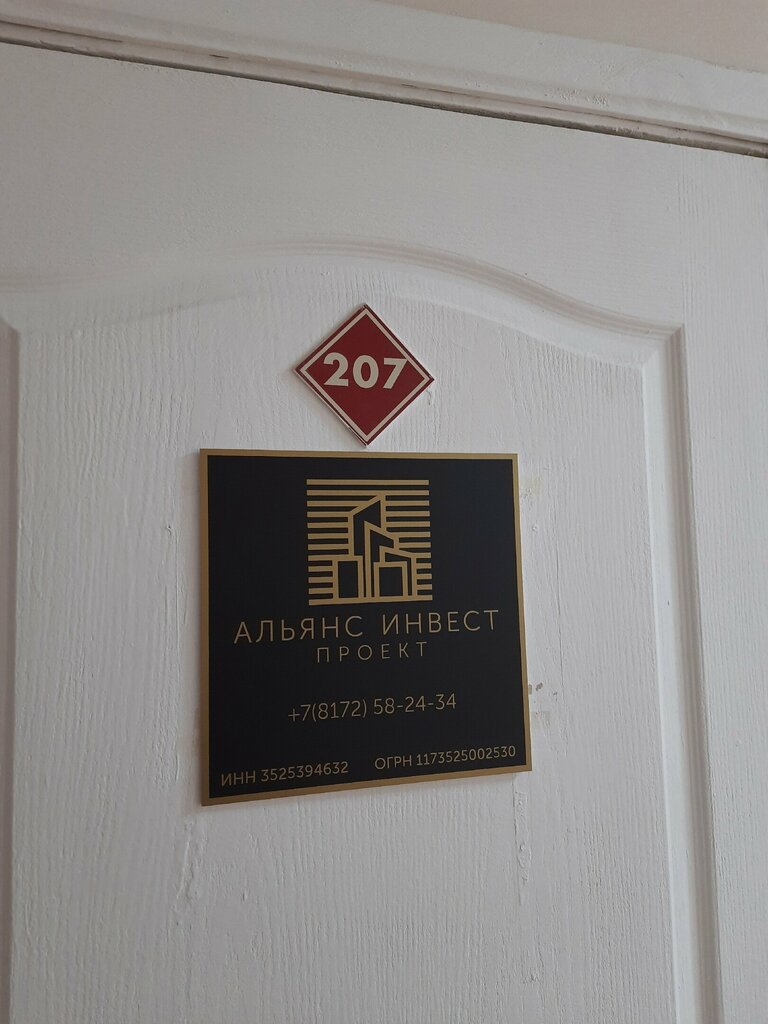 207
АЛЬЯНС ИНВЕСТ
ПРОЕКТ
+7(8172) 58-24-34
ИНН 3525394632 ОГРН 1173525002530